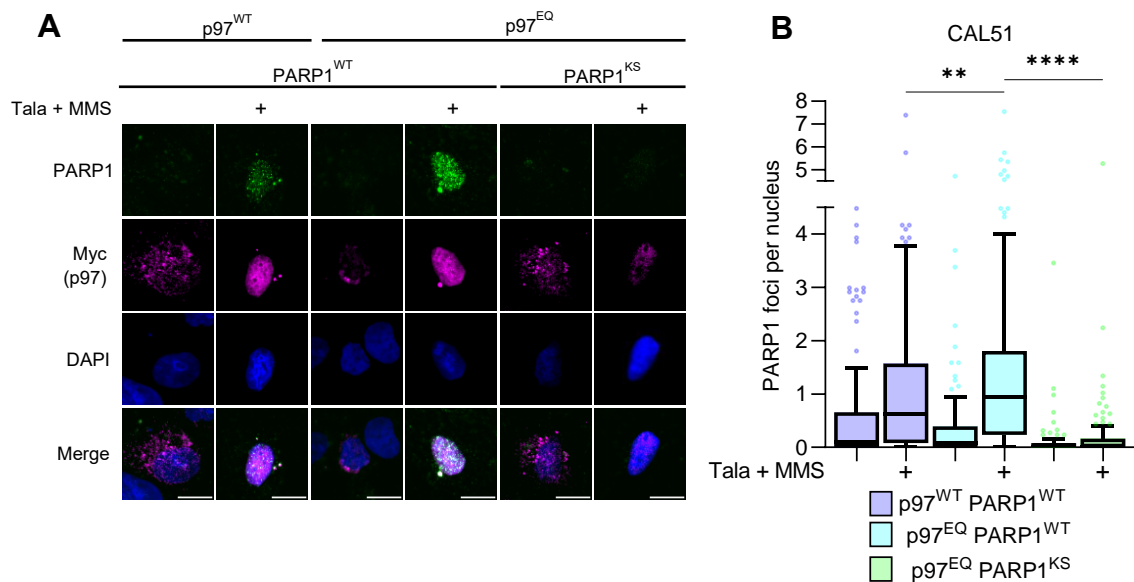 A
p97WT
p97EQ
PARP1WT
PARP1KS
Tala + MMS
+
+
+
PARP1
Myc
(p97)
DAPI
Merge
B
CAL51
**
****
PARP1 foci per nucleus
8
7
6
5
4
3
2
1
0
Tala + MMS
+
+
+
p97WT PARP1WT
p97EQ PARP1WT
p97EQ PARP1KS